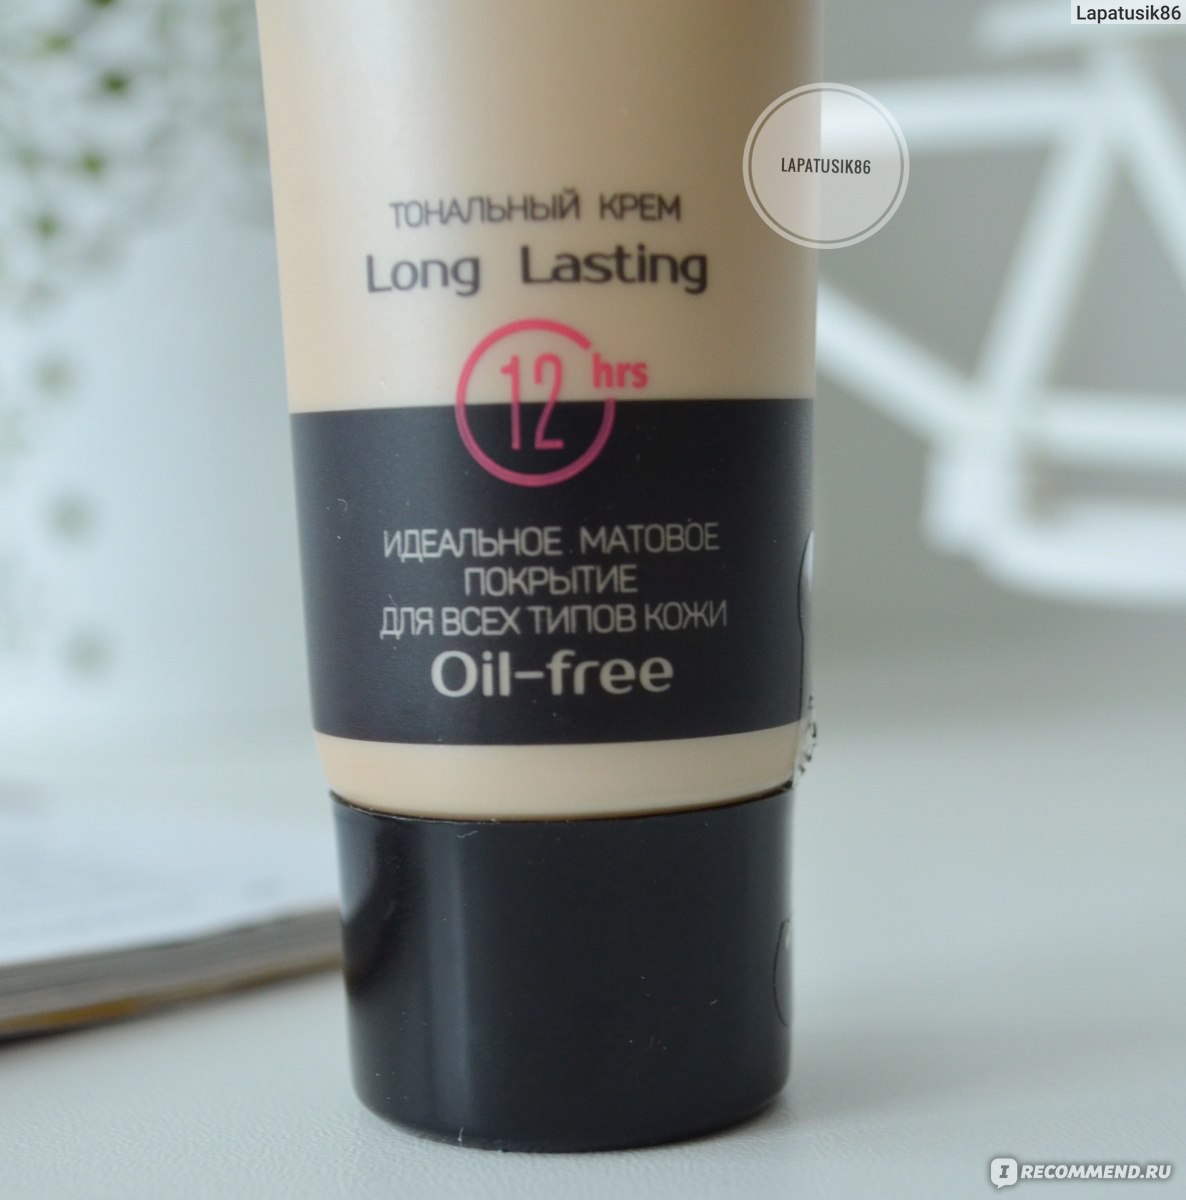 Lapatusik86
LAPATUSIK86
ТОНАЛЬНЫЙ КРЕМ
Long Lasting
12 hrs
ИДЕАЛЬНОЕ МАТОВОЕ
ПОКРЫТИЕ
ДЛЯ ВСЕХ ТИПОВ КОЖИ
Oil-free
I RECOMMEND.RU